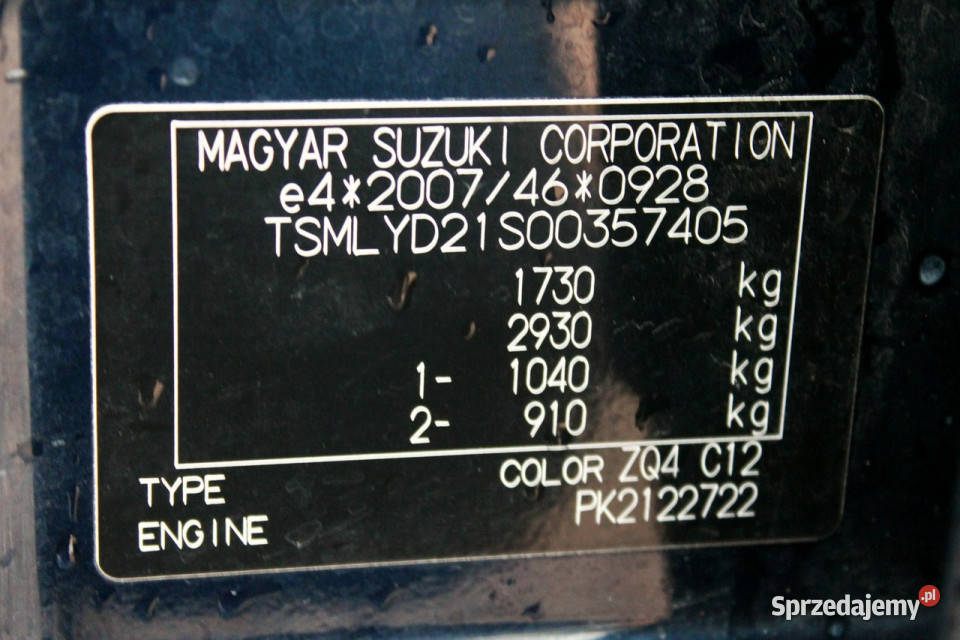 MAGYAR SUZUKI CORPORATION
e4*2007/46*0928
TSMLYD21S00357405
1730 kg
2930 kg
1- 1040 kg
2- 910 kg
TYPE COLOR ZQ4 C12
ENGINE PK2122722
Sprzedajemy.pl